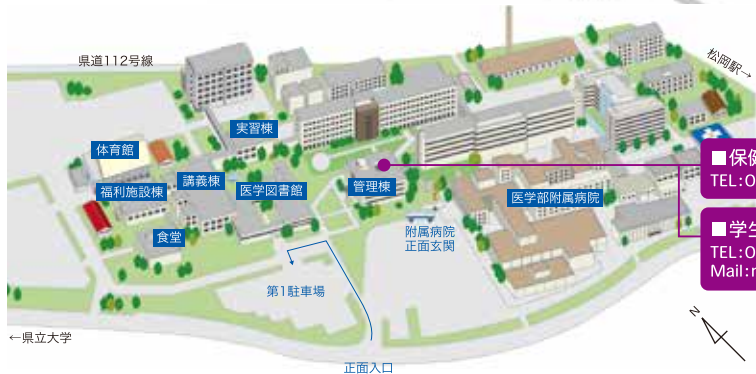 県道112号線
松岡駅→
実習棟
体育館
講義棟
福利施設棟
医学図書館
管理棟
医学部附属病院
食堂
附属病院
正面玄関
第1駐車場
←県立大学
正面入口
■保健
TEL:0
■学生
TEL:0
Mail:r
N